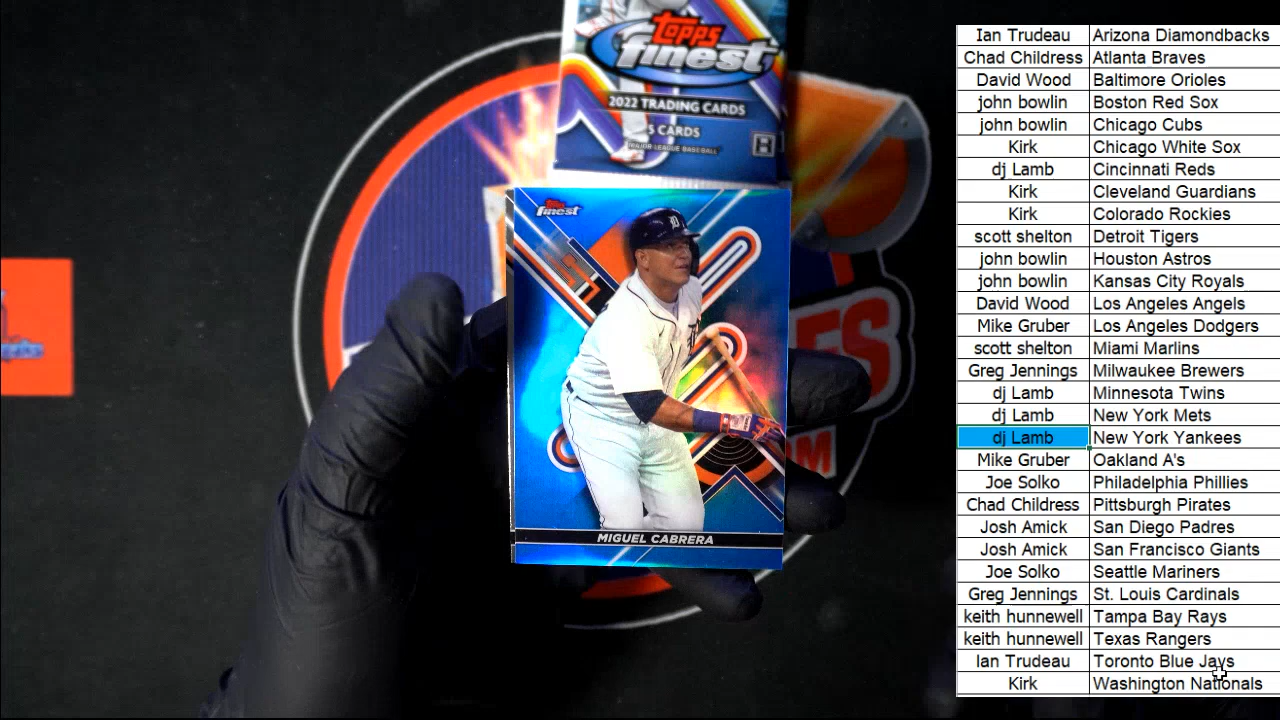 TOPPS
finest
2022 TRADING CARDS
5 CARDS
MAJOR LEAGUE BASEBALL
H
TOPPS
finest
D
MIGUEL CABRERA
ES
OM
Ian Trudeau Arizona Diamondbacks
Chad Childress Atlanta Braves
David Wood Baltimore Orioles
john bowlin Boston Red Sox
john bowlin Chicago Cubs
Kirk Chicago White Sox
dj Lamb Cincinnati Reds
Kirk Cleveland Guardians
Kirk Colorado Rockies
scott shelton Detroit Tigers
john bowlin Houston Astros
john bowlin Kansas City Royals
David Wood Los Angeles Angels
Mike Gruber Los Angeles Dodgers
scott shelton Miami Marlins
Greg Jennings Milwaukee Brewers
dj Lamb Minnesota Twins
dj Lamb New York Mets
dj Lamb New York Yankees
Mike Gruber Oakland A's
Joe Solko Philadelphia Phillies
Chad Childress Pittsburgh Pirates
Josh Amick San Diego Padres
Josh Amick San Francisco Giants
Joe Solko Seattle Mariners
Greg Jennings St. Louis Cardinals
keith hunnewell Tampa Bay Rays
keith hunnewell Texas Rangers
Ian Trudeau Toronto Blue Jays
Kirk Washington Nationals